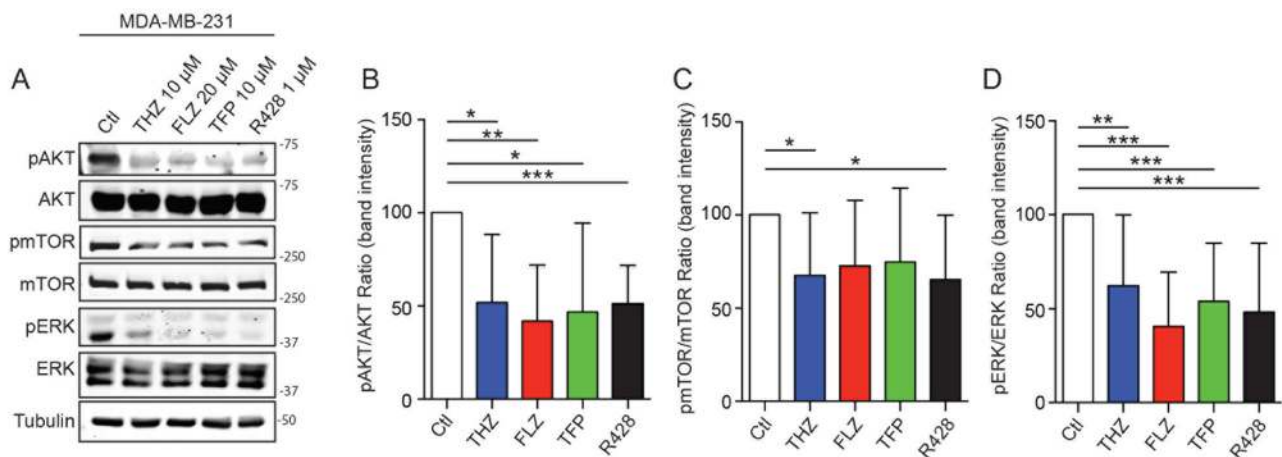 MDA-MB-231
A
Ctl
THZ 10 µM
FLZ 20 µM
TFP 10 µM
R428 1 µM
pAKT
-75
AKT
-75
pmTOR
-250
mTOR
-250
pERK
-37
ERK
-37
Tubulin
-50
B
pAKT/AKT Ratio (band intensity)
150
100
50
0
*
**
*
***
Ctl
THZ
FLZ
TFP
R428
C
pmTOR/mTOR Ratio (band intensity)
150
100
50
0
*
*
Ctl
THZ
FLZ
TFP
R428
D
pERK/ERK Ratio (band intensity)
150
100
50
0
**
***
***
***
Ctl
THZ
FLZ
TFP
R428